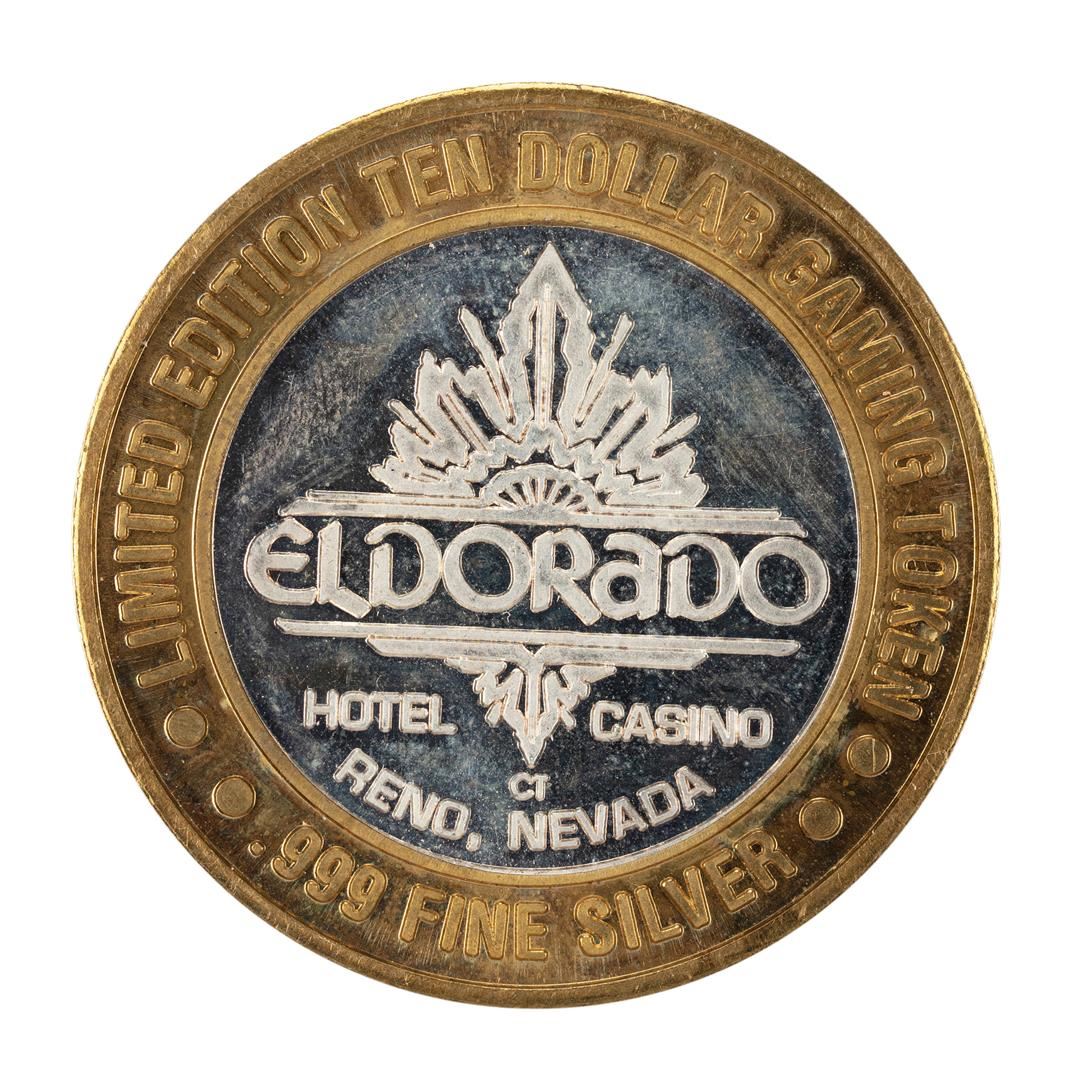 LIMITED EDITION TEN DOLLAR GAMING TOKEN
ELDORaDO
HOTEL CASINO
CT
RENO, NEVADA
.999 FINE SILVER